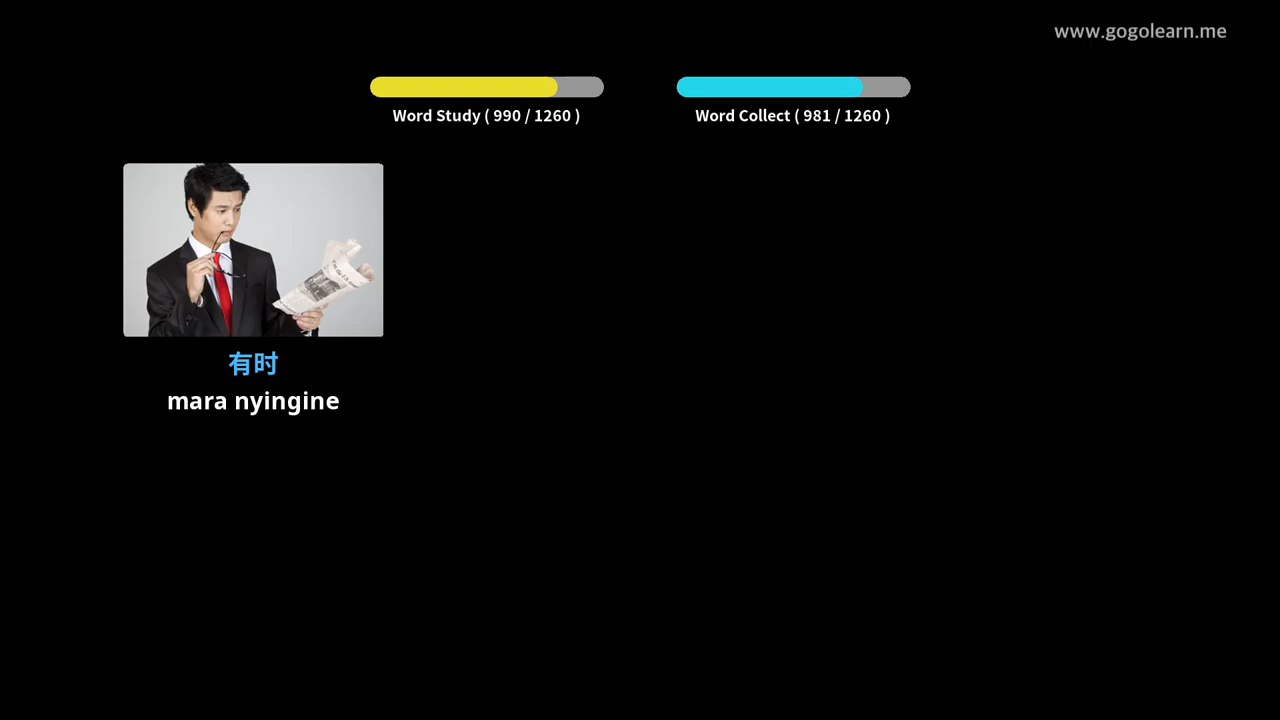 www.gogolearn.me
Word Study ( 990 / 1260 )
Word Collect ( 981 / 1260 )
有时
mara nyingine